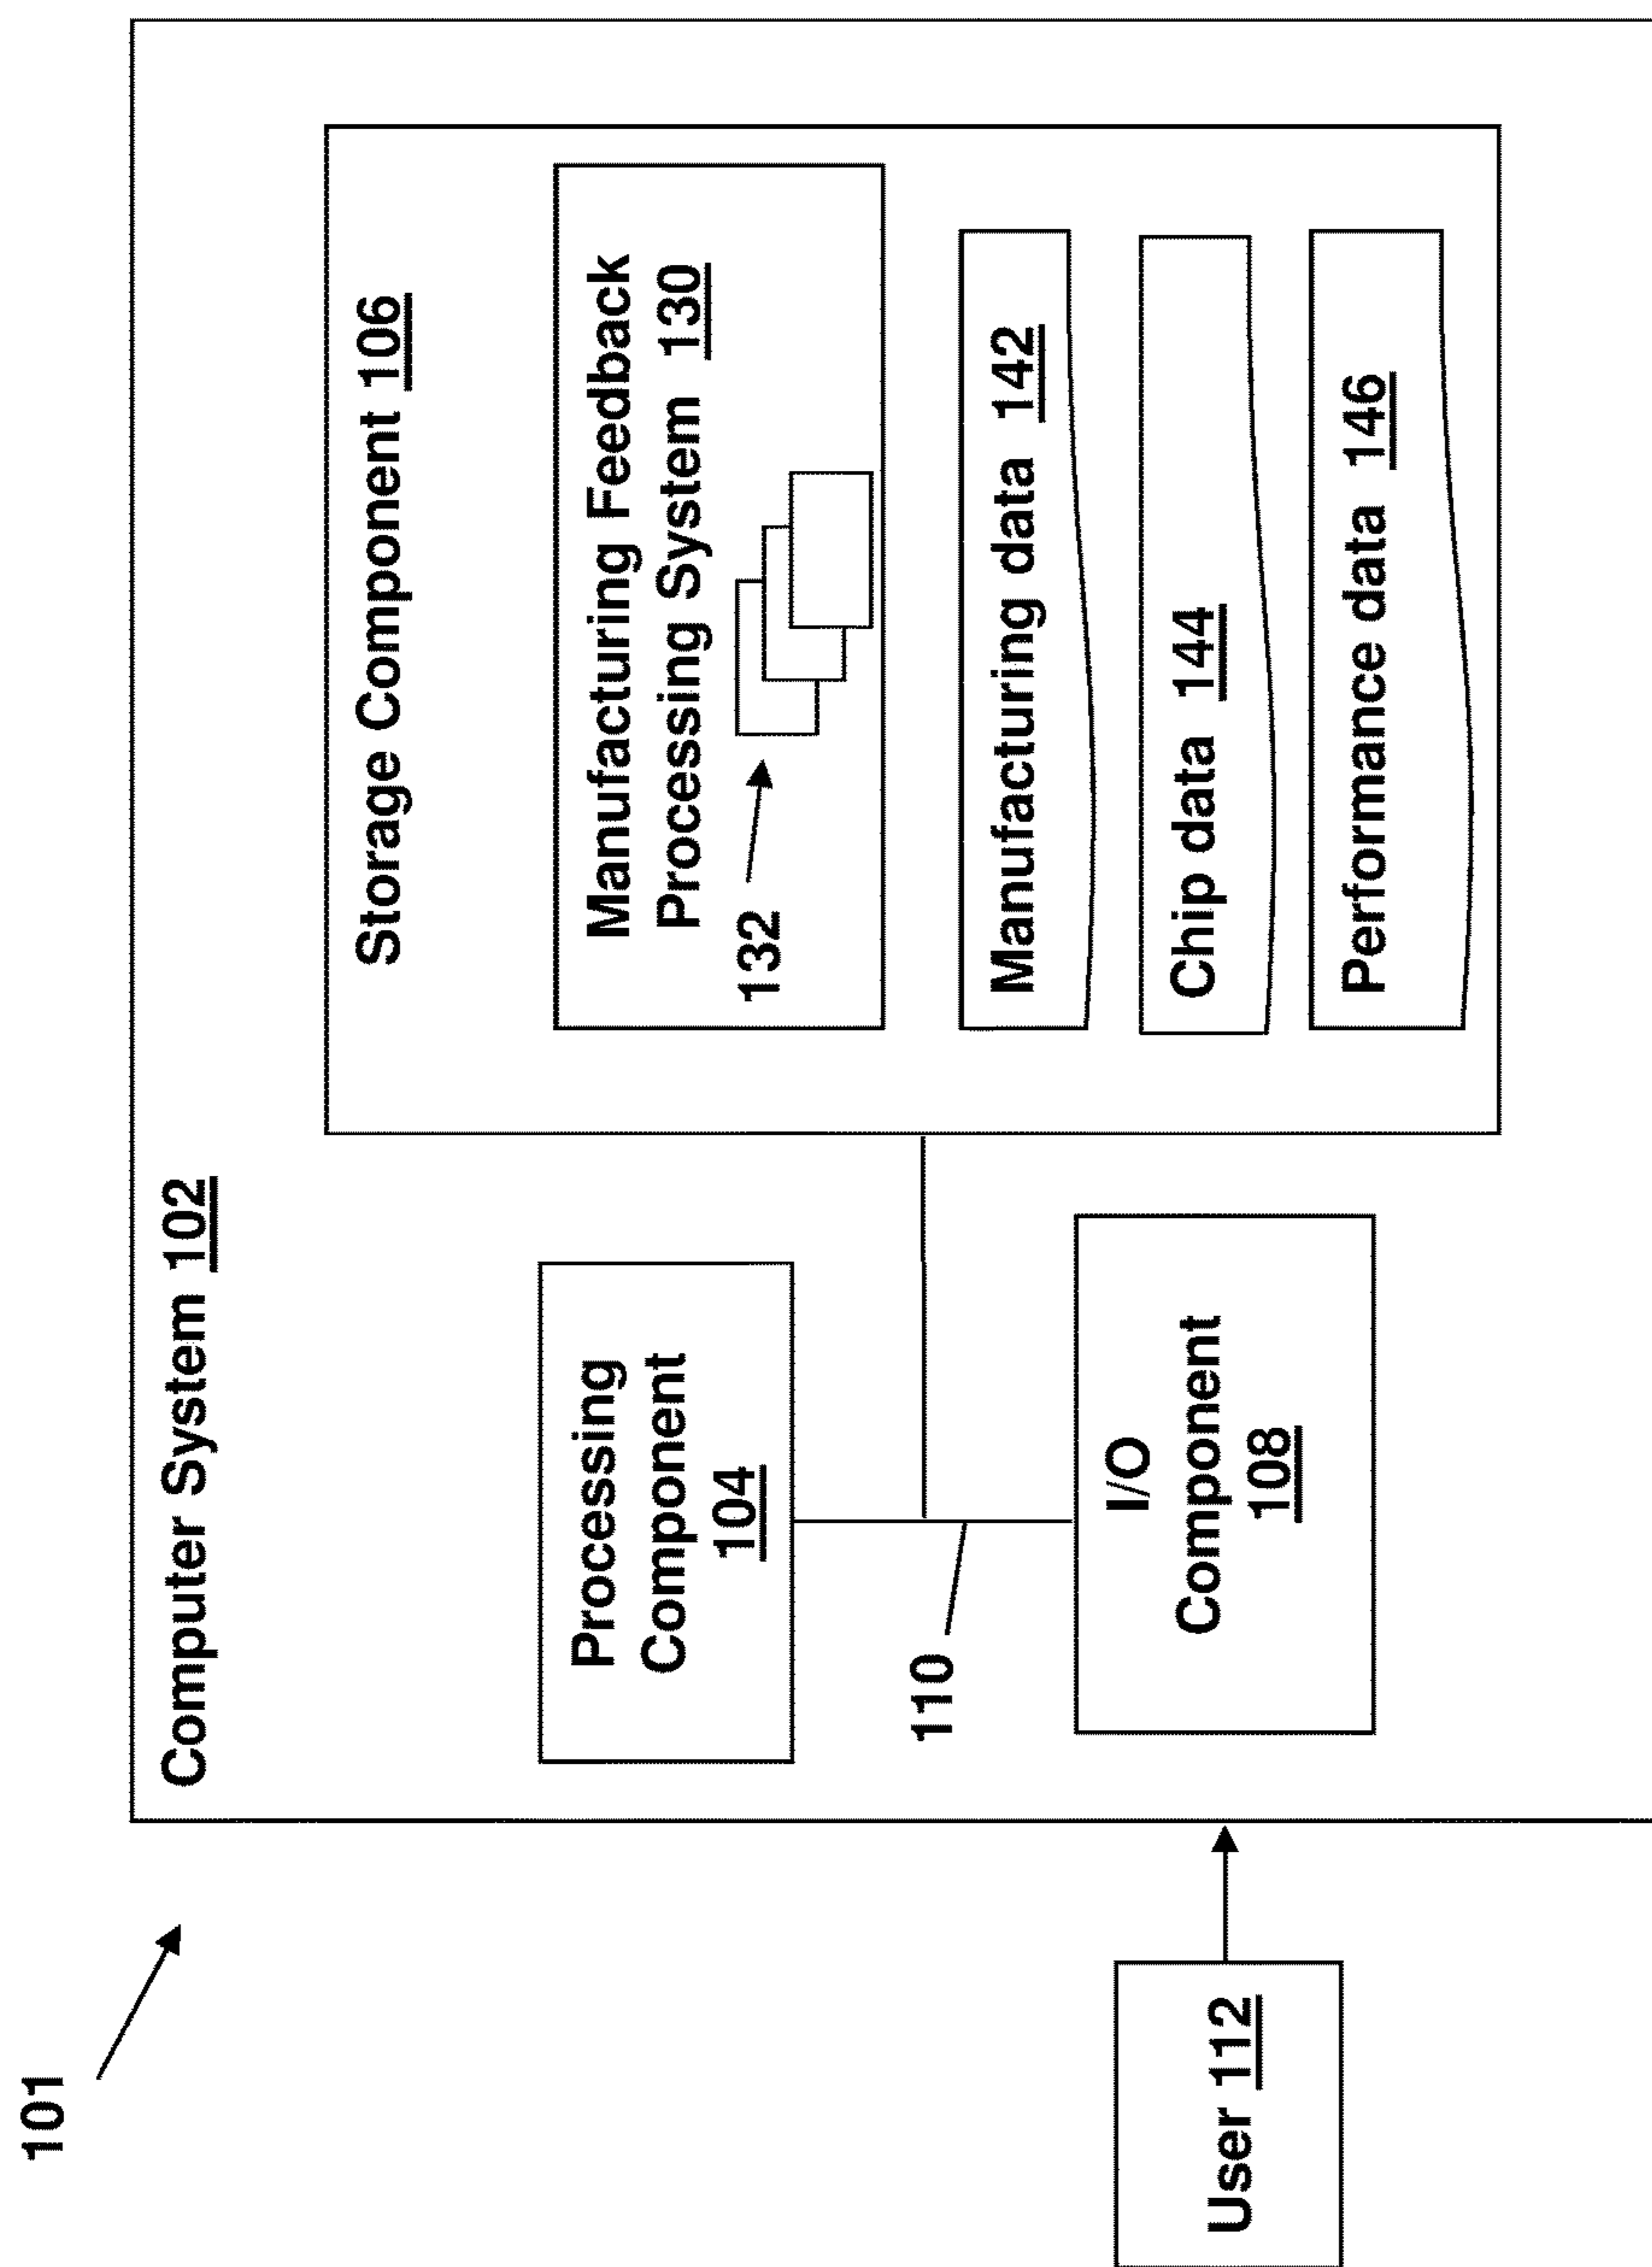 101
Computer System 102
Storage Component 106
Processing
Component
104
Manufacturing Feedback
Processing System 130
132
110
Manufacturing data 142
I/O
Component
108
Chip data 144
User 112
Performance data 146